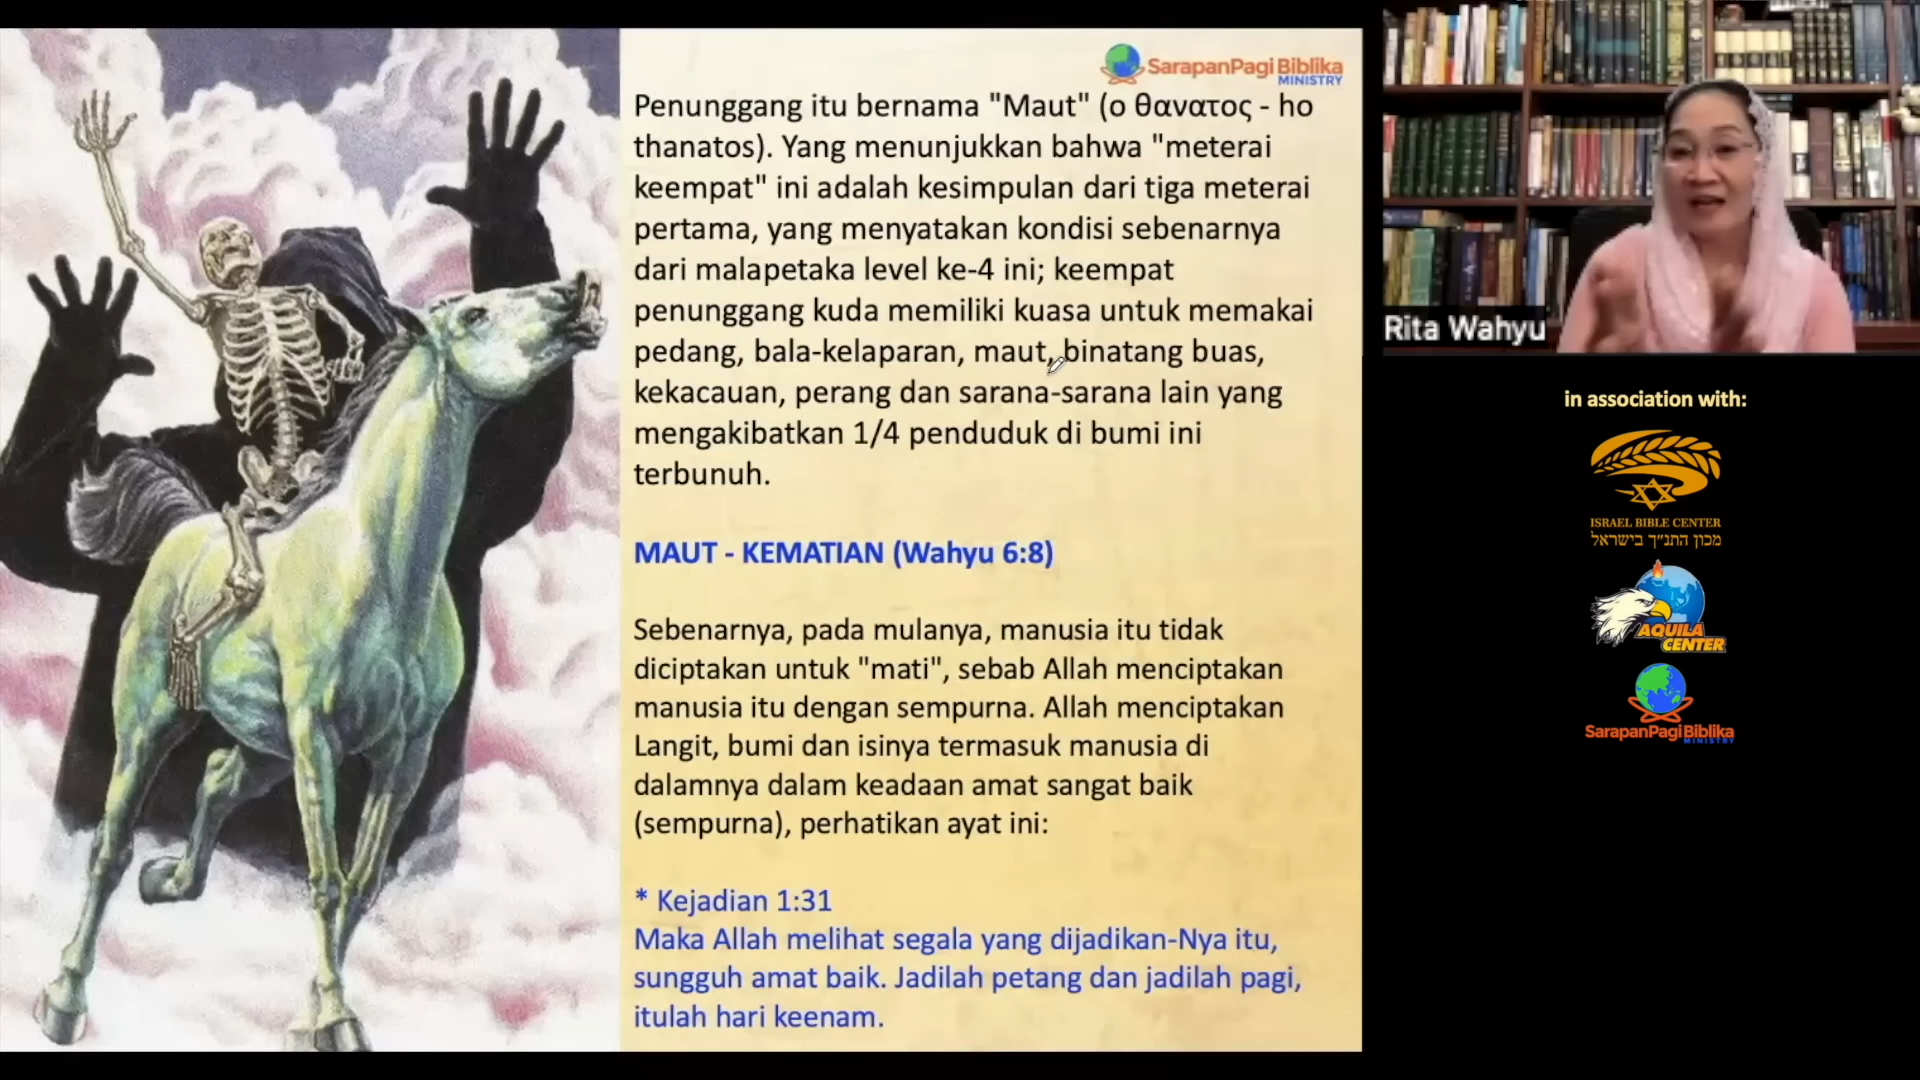 SarapanPagi Biblika
MINISTRY
Penunggang itu bernama "Maut" (ο θανατος - ho
thanatos). Yang menunjukkan bahwa "meterai
keempat" ini adalah kesimpulan dari tiga meterai
pertama, yang menyatakan kondisi sebenarnya
dari malapetaka level ke-4 ini; keempat
penunggang kuda memiliki kuasa untuk memakai
pedang, bala-kelaparan, maut, binatang buas,
kekacauan, perang dan sarana-sarana lain yang
mengakibatkan 1/4 penduduk di bumi ini
terbunuh.
MAUT - KEMATIAN (Wahyu 6:8)
Sebenarnya, pada mulanya, manusia itu tidak
diciptakan untuk "mati", sebab Allah menciptakan
manusia itu dengan sempurna. Allah menciptakan
Langit, bumi dan isinya termasuk manusia di
dalamnya dalam keadaan amat sangat baik
(sempurna), perhatikan ayat ini:
* Kejadian 1:31
Maka Allah melihat segala yang dijadikan-Nya itu,
sungguh amat baik. Jadilah petang dan jadilah pagi,
itulah hari keenam.
Rita Wahyu
in association with:
ISRAEL BIBLE CENTER
מכון התנ״ך בישראל
AQUILA
CENTER
SarapanPagi Biblika
MINISTRY